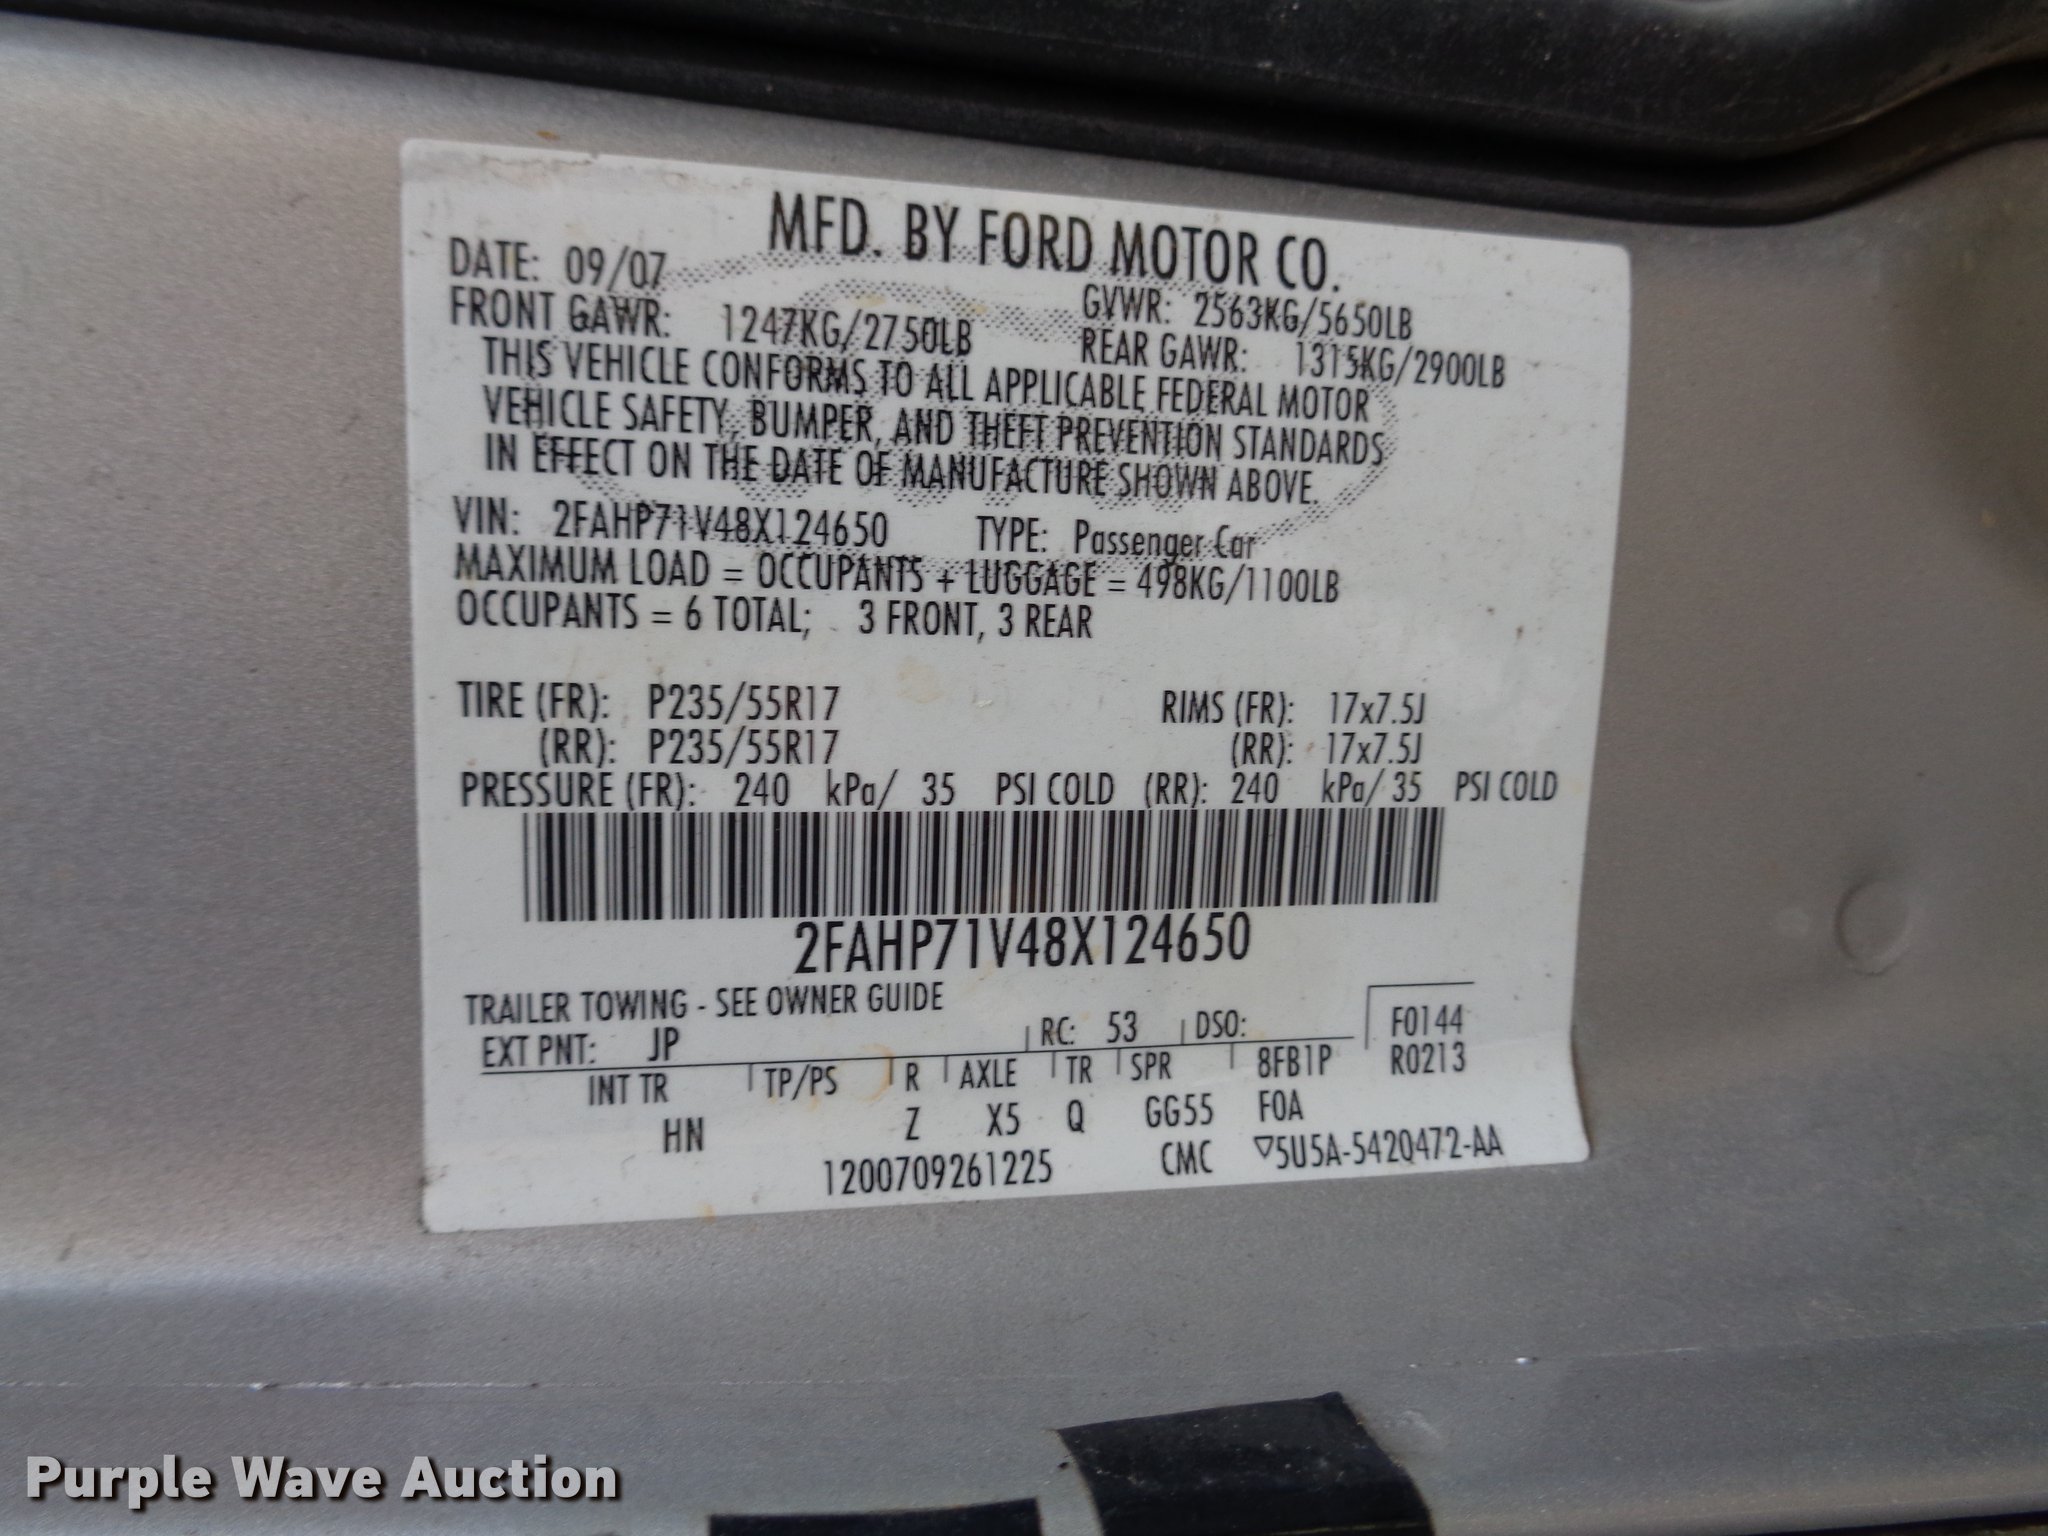 MFD. BY FORD MOTOR CO.
DATE: 09/07 GVWR: 2563KG/5650LB
FRONT GAWR: 1247KG/2750LB REAR GAWR: 1315KG/2900LB
THIS VEHICLE CONFORMS TO ALL APPLICABLE FEDERAL MOTOR
VEHICLE SAFETY, BUMPER, AND THEFT PREVENTION STANDARDS
IN EFFECT ON THE DATE OF MANUFACTURE SHOWN ABOVE.
VIN: 2FAHP71V48X124650 TYPE: Passenger Car
MAXIMUM LOAD = OCCUPANTS + LUGGAGE = 498KG/1100LB
OCCUPANTS = 6 TOTAL; 3 FRONT, 3 REAR
TIRE (FR): P235/55R17 RIMS (FR): 17x7.5J
(RR): P235/55R17 (RR): 17x7.5J
PRESSURE (FR): 240 kPa/ 35 PSI COLD (RR): 240 kPa/ 35 PSI COLD
2FAHP71V48X124650
TRAILER TOWING - SEE OWNER GUIDE
EXT PNT: JP RC: 53 DSO: F0144
INT TR TP/PS R AXLE TR SPR 8FB1P R0213
HN Z X5 Q GG55 F0A
1200709261225 CMC ▽5U5A-5420472-AA
Purple Wave Auction